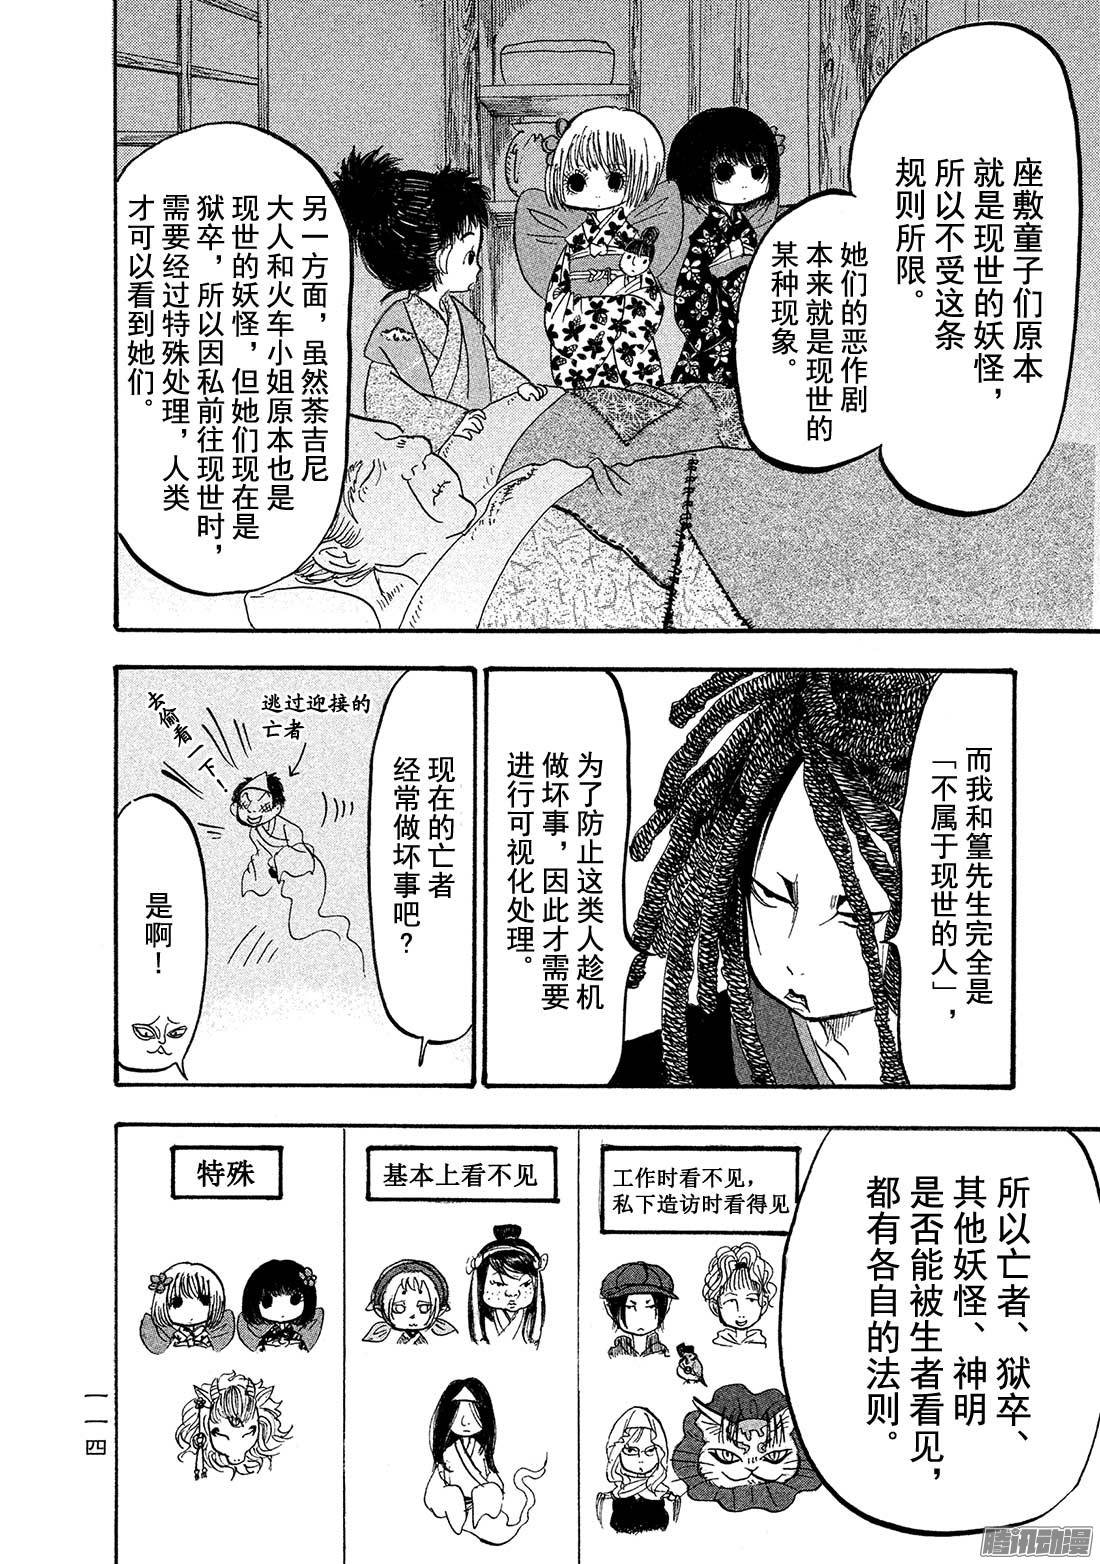 座敷童子们原本
就是现世的妖怪，
所以不受这条
规则所限。
她们的恶作剧
本来就是现世的
某种现象。
另一方面，虽然荼吉尼
大人和火车小姐原本也是
现世的妖怪，但她们现在是
狱卒，所以因私前往现世时，
需要经过特殊处理，人类
才可以看到她们。
而我和篁先生完全是
「不属于现世的人」，
为了防止这类人趁机
做坏事，因此才需要
进行可视化处理。
现在的亡者
经常做坏事吧？
逃过迎接的
亡者
去偷看一下！
是啊！
所以亡者、狱卒、
其他妖怪、神明
是否能被生者看见，
都有各自的法则。
工作时看不见，
私下造访时看得见
基本上看不见
特殊
一一四
腾讯动漫